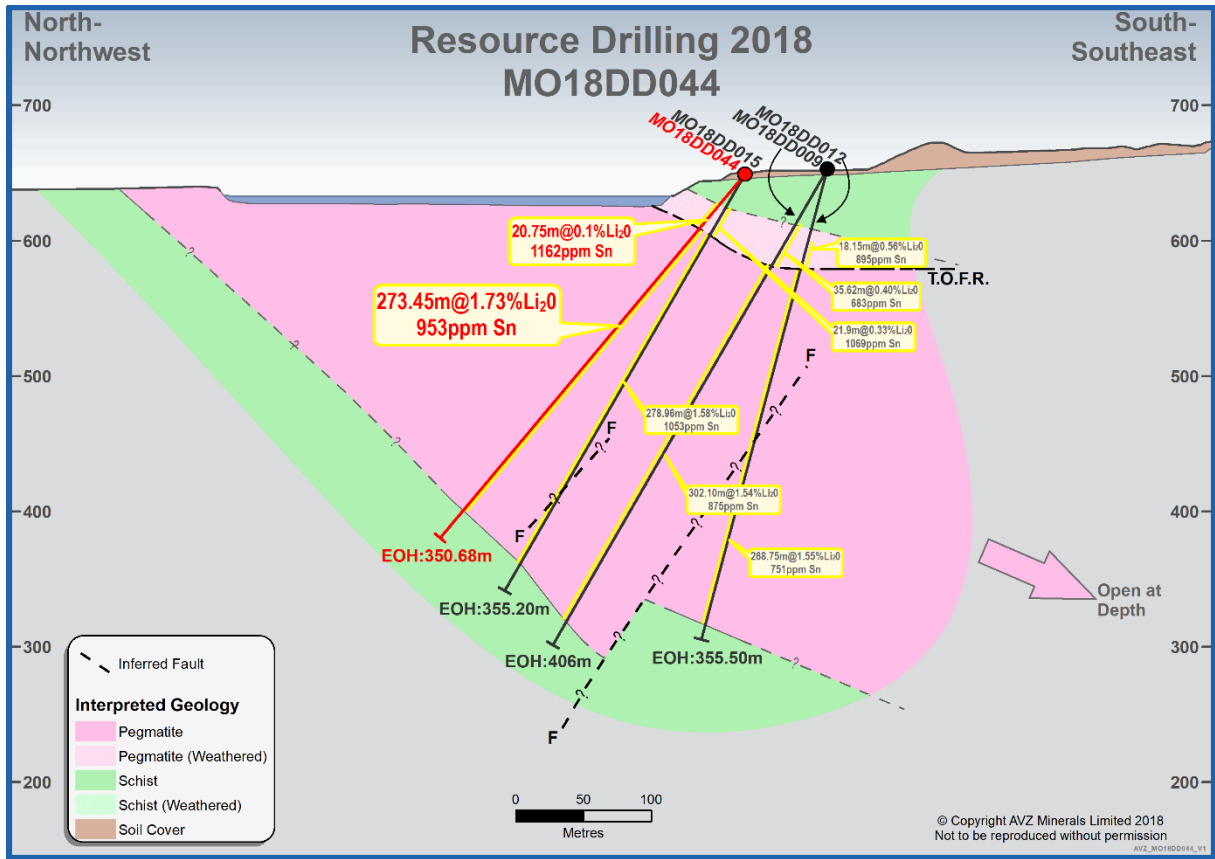 North-
Northwest
Resource Drilling 2018
MO18DD044
South-
Southeast
700
700
MO18DD015
MO18DD044
MO18DD012
MO18DD009
600
600
20.75m@0.1%Li₂0
1162ppm Sn
18.15m@0.56%Li₂0
895ppm Sn
T.O.F.R.
273.45m@1.73%Li₂0
953ppm Sn
35.62m@0.40%Li₂0
683ppm Sn
21.9m@0.33%Li₂0
1069ppm Sn
?
?
F
500
500
278.96m@1.58%Li₂0
1053ppm Sn
F
?
?
?
302.10m@1.54%Li₂0
875ppm Sn
?
400
400
?
F
EOH:350.68m
268.75m@1.55%Li₂0
751ppm Sn
?
Open at
Depth
EOH:355.20m
300
300
EOH:406m
EOH:355.50m
?
?
F
Inferred Fault
Interpreted Geology
Pegmatite
Pegmatite (Weathered)
Schist
Schist (Weathered)
Soil Cover
200
200
0 50 100
Metres
© Copyright AVZ Minerals Limited 2018
Not to be reproduced without permission
AVZ_MO18DD044_V1